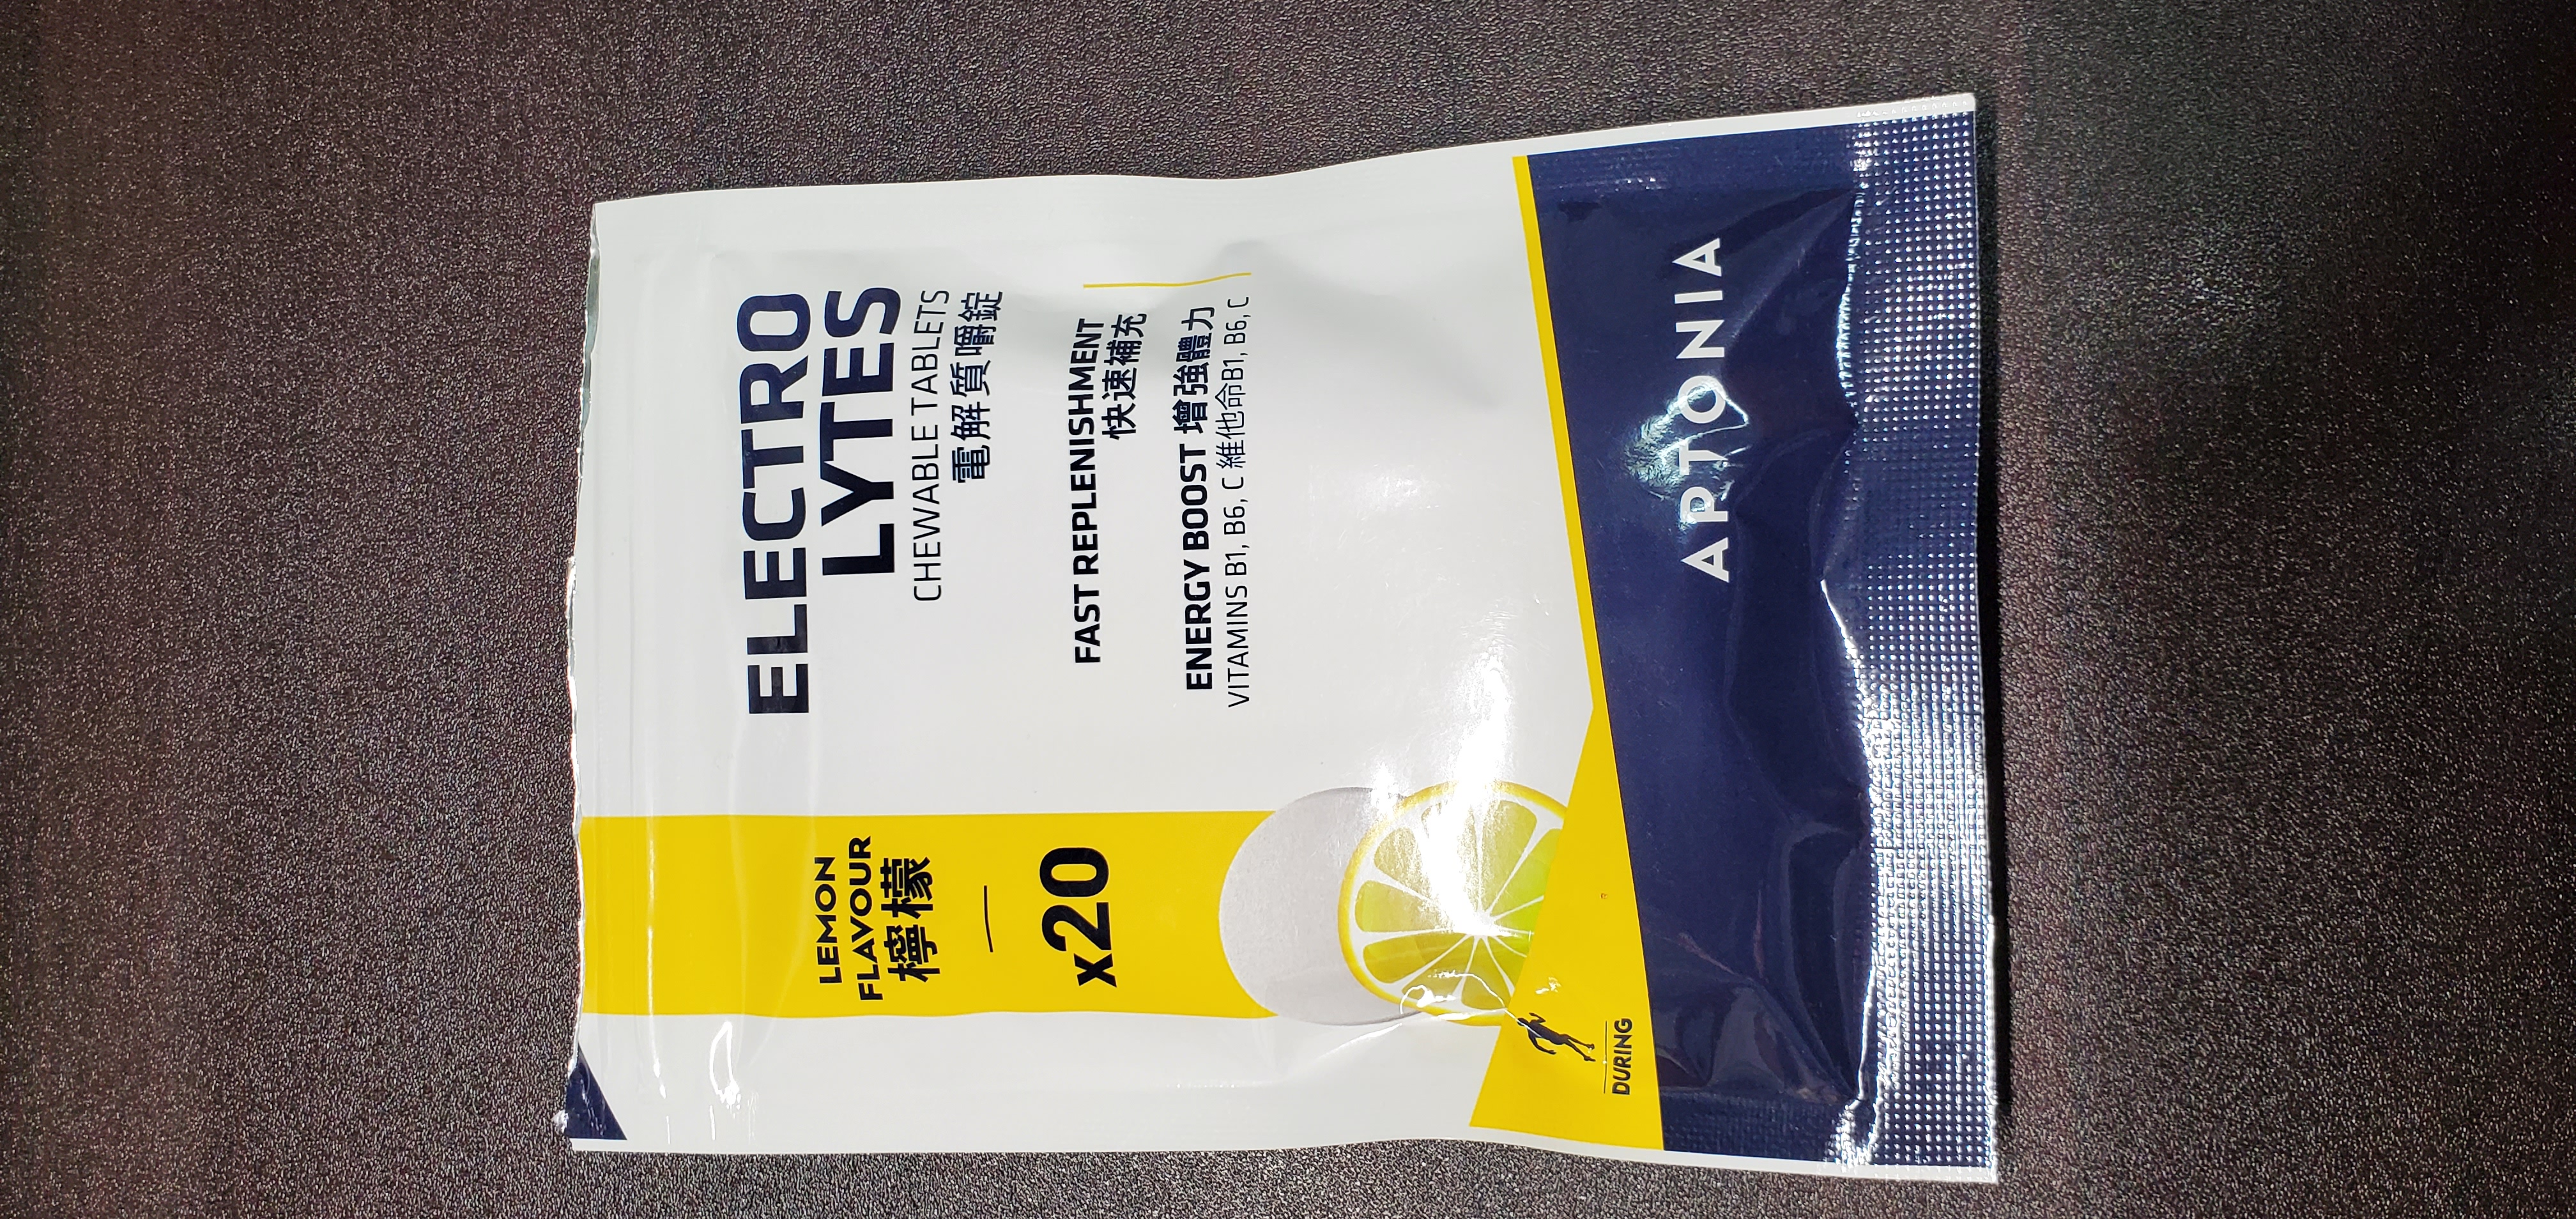 ELECTRO
LYTES
CHEWABLE TABLETS
電解質嚼錠
FAST REPLENISHMENT
快速補充
ENERGY BOOST 增強體力
VITAMINS B1, B6, C 維他命B1, B6, C
LEMON
FLAVOUR
檸檬
x20
DURING
APTONIA